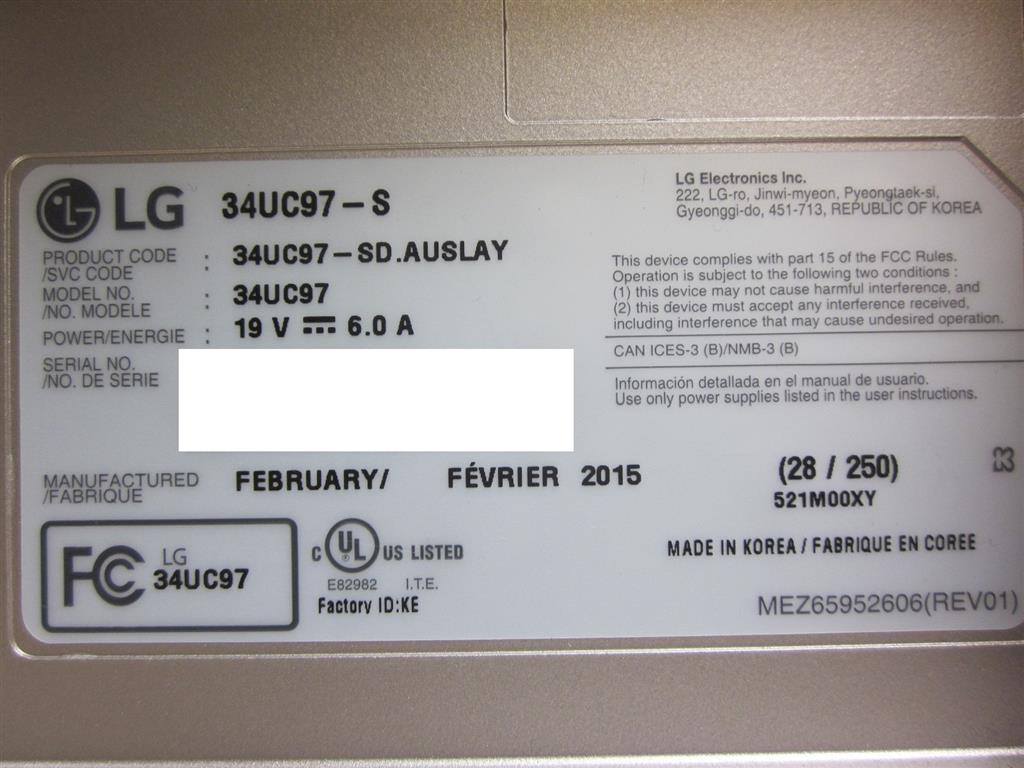 LG 34UC97-S
PRODUCT CODE
/SVC CODE : 34UC97-SD.AUSLAY
MODEL NO.
/NO. MODELE : 34UC97
POWER/ENERGIE : 19 V 6.0 A
SERIAL NO.
/NO. DE SERIE
MANUFACTURED
/FABRIQUE FEBRUARY/ FÉVRIER 2015
LG Electronics Inc.
222, LG-ro, Jinwi-myeon, Pyeongtaek-si,
Gyeonggi-do, 451-713, REPUBLIC OF KOREA
This device complies with part 15 of the FCC Rules.
Operation is subject to the following two conditions :
(1) this device may not cause harmful interference, and
(2) this device must accept any interference received,
including interference that may cause undesired operation.
CAN ICES-3 (B)/NMB-3 (B)
Información detallada en el manual de usuario.
Use only power supplies listed in the user instructions.
(28 / 250)
521M00XY
FC LG
34UC97
C UL US LISTED
E82982 I.T.E.
Factory ID:KE
MADE IN KOREA / FABRIQUE EN COREE
MEZ65952606(REV01)